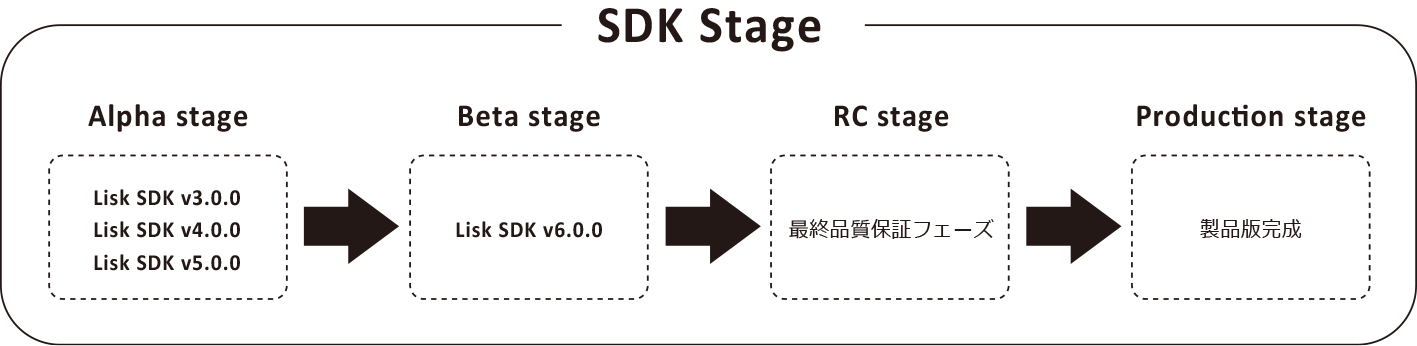 SDK Stage
Alpha stage
Lisk SDK v3.0.0
Lisk SDK v4.0.0
Lisk SDK v5.0.0
Beta stage
Lisk SDK v6.0.0
RC stage
最終品質保証フェーズ
Production stage
製品版完成